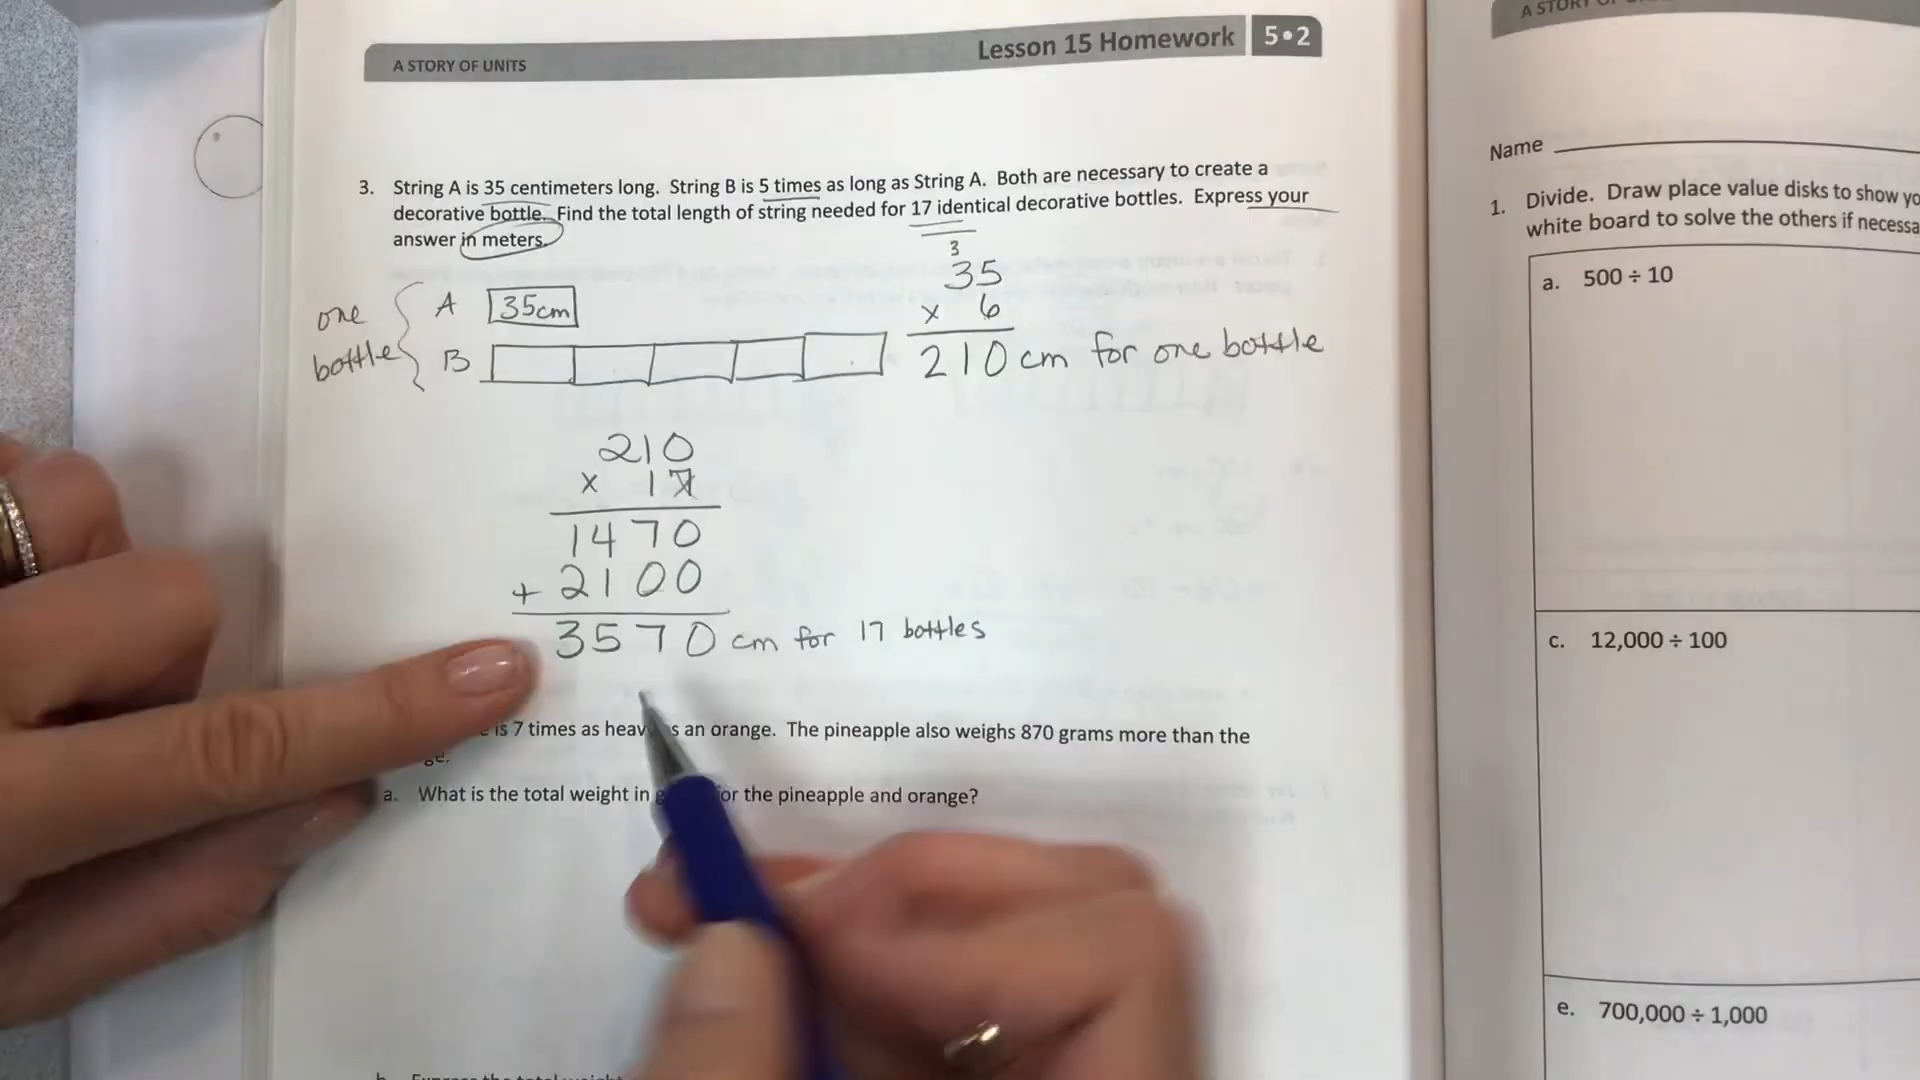 A STORY OF UNITS
Lesson 15 Homework 5•2
3. String A is 35 centimeters long. String B is 5 times as long as String A. Both are necessary to create a
decorative bottle. Find the total length of string needed for 17 identical decorative bottles. Express your
answer in meters.
one
bottle
A 35cm
B
3
35
x 6
210 cm for one bottle
210
x 17
1470
+ 2100
3570 cm for 17 bottles
is 7 times as heavy as an orange. The pineapple also weighs 870 grams more than the
a. What is the total weight in for the pineapple and orange?
A STORY OF
Name
1. Divide. Draw place value disks to show yo
white board to solve the others if necessa
a. 500 ÷ 10
c. 12,000 ÷ 100
e. 700,000 ÷ 1,000